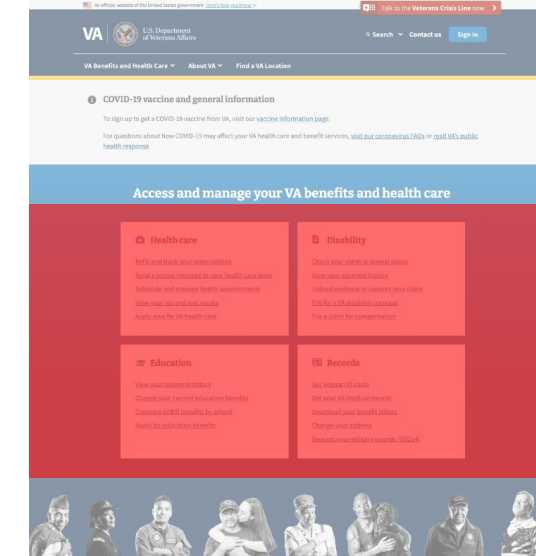 An official website of the United States government Here's how you know
Talk to the Veterans Crisis Line now
VA
U.S. Department
of Veterans Affairs
Search
Contact us
Sign in
VA Benefits and Health Care
About VA
Find a VA Location
COVID-19 vaccine and general information
To sign up to get a COVID-19 vaccine from VA, visit our vaccine information page.
For questions about how COVID-19 may affect your VA health care and benefit services, visit our coronavirus FAQs or read VA's public
health response.
Access and manage your VA benefits and health care
Health care
Refill and track your prescriptions
Send a secure message to your health care team
Schedule and manage health appointments
View your lab and test results
Apply now for VA health care
Disability
Check your claim or appeal status
View your payment history
Upload evidence to support your claim
File for a VA disability increase
File a claim for compensation
Education
View your payment history
Change your current education benefits
Compare GI Bill benefits by school
Apply for education benefits
Records
Get Veteran ID cards
Get your VA medical records
Download your benefit letters
Change your address
Request your military records (DD214)